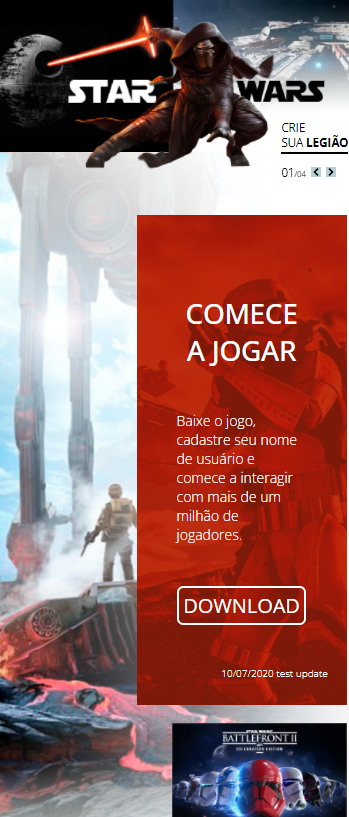 STAR WARS
CRIE
SUA LEGIÃO
01/04
COMECE
A JOGAR
Baixe o jogo,
cadastre seu nome
de usuário e
comece a interagir
com mais de um
milhão de
jogadores.
DOWNLOAD
10/07/2020 test update
STAR WARS
BATTLEFRONT II
CELEBRATION EDITION